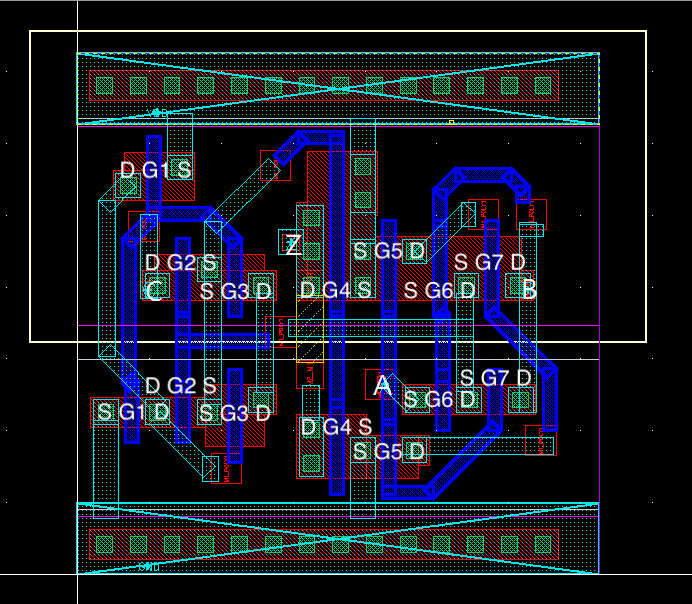 D G1 S
Z
S G5 D
D G2 S
S G7 D
C
S G3 D
D G4 S
S G6 D
B
A
D G2 S
S G7 D
S G6 D
S G1 D
S G3 D
D G4 S
S G5 D